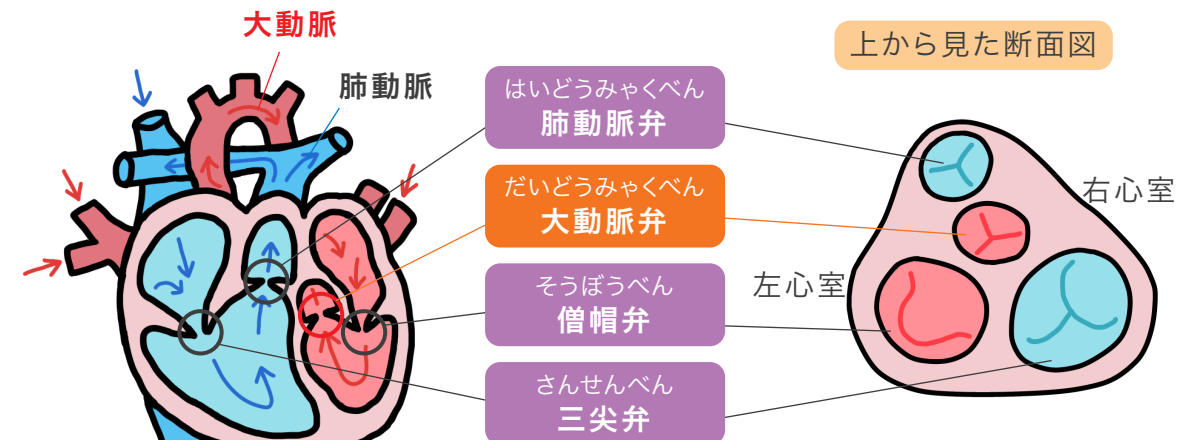 大動脈
肺動脈
上から見た断面図
はいどうみゃくべん
肺動脈弁
だいどうみゃくべん
大動脈弁
そうぼうべん
僧帽弁
さんせんべん
三尖弁
右心室
左心室